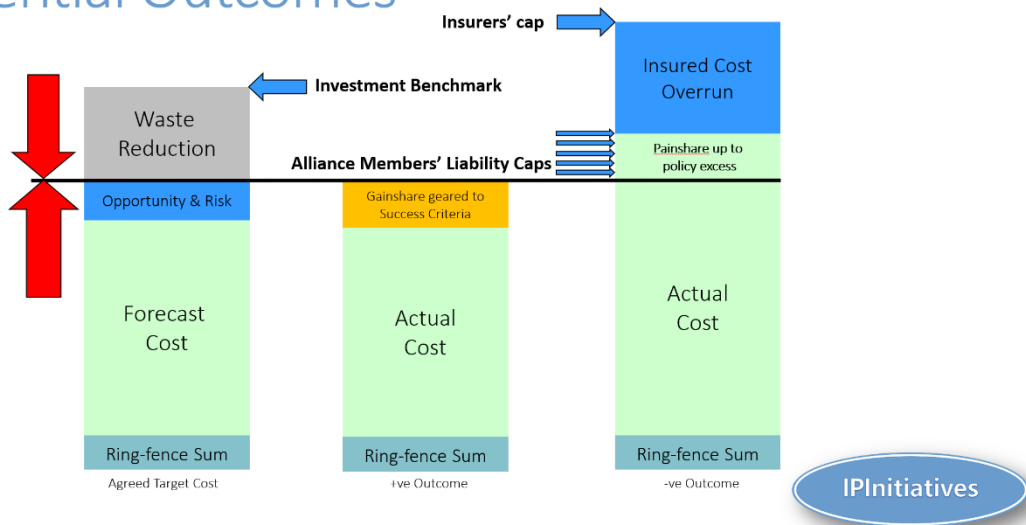 Outcomes
Insurers' cap
Investment Benchmark
Alliance Members' Liability Caps
Waste
Reduction
Opportunity & Risk
Forecast
Cost
Ring-fence Sum
Agreed Target Cost
Gainshare geared to
Success Criteria
Actual
Cost
Ring-fence Sum
+ve Outcome
Insured Cost
Overrun
Painshare up to
policy excess
Actual
Cost
Ring-fence Sum
-ve Outcome
IPInitiatives